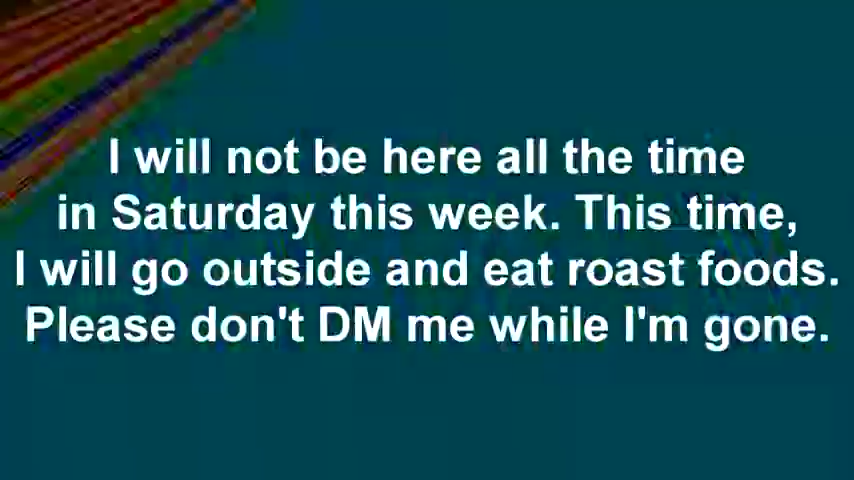 I will not be here all the time
in Saturday this week. This time,
I will go outside and eat roast foods.
Please don't DM me while I'm gone.